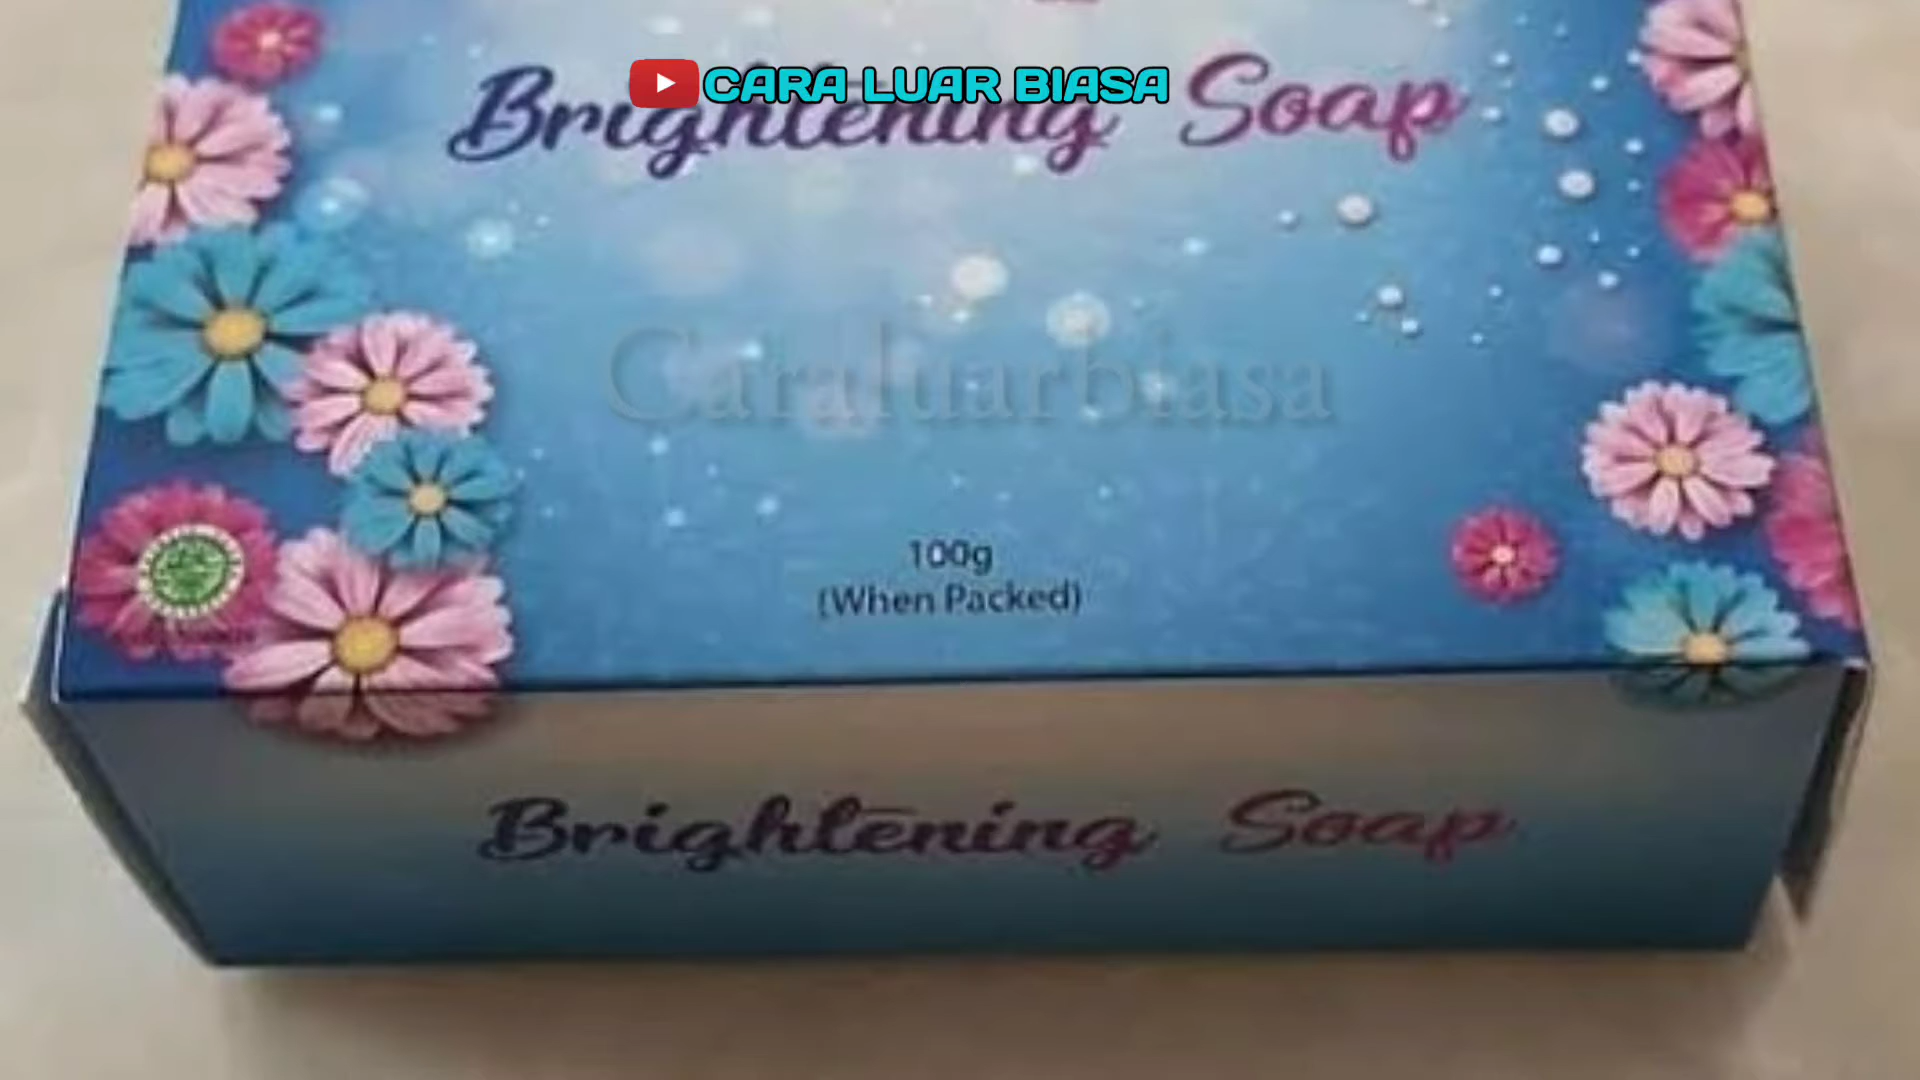 CARA LUAR BIASA
Brightening Soap
Caraluarbiasa
100g
(When Packed)
Brightening Soap